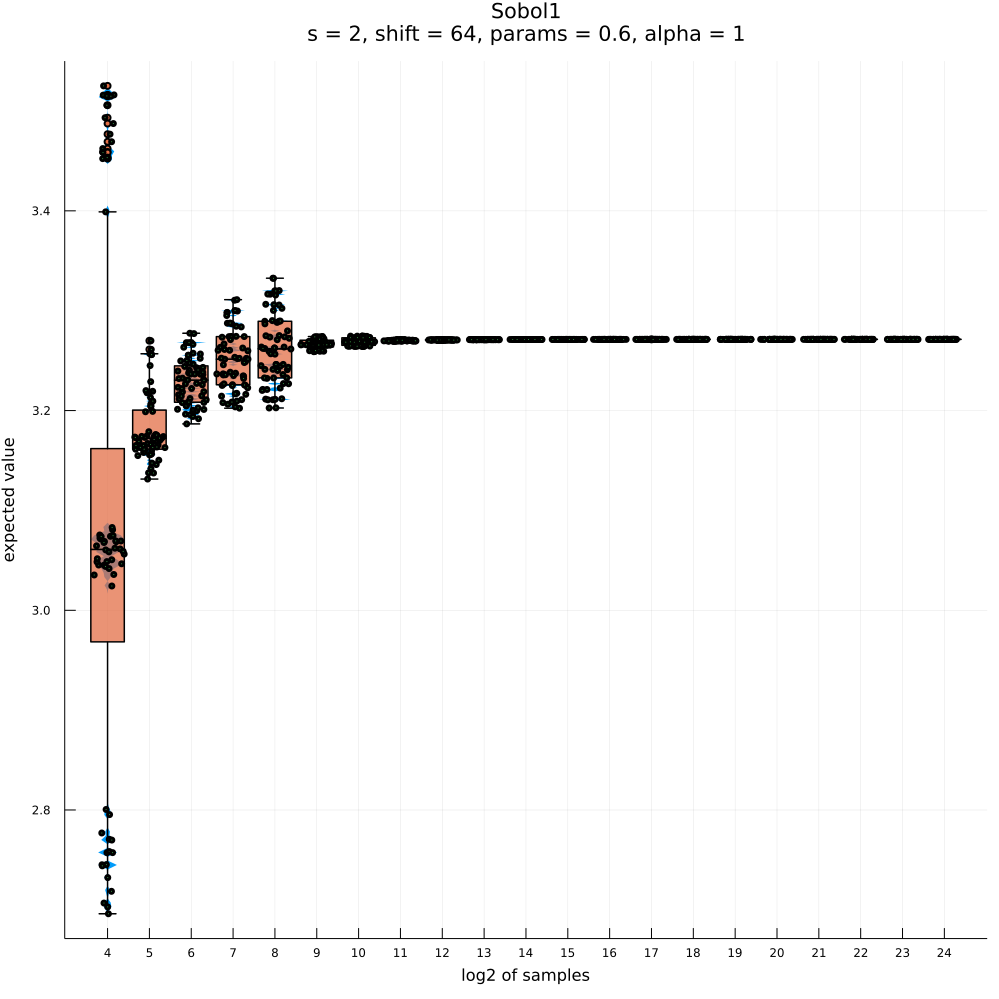 Sobol1
s = 2, shift = 64, params = 0.6, alpha = 1
3.4
3.2
3.0
2.8
expected value
4 5 6 7 8 9 10 11 12 13 14 15 16 17 18 19 20 21 22 23 24
log2 of samples